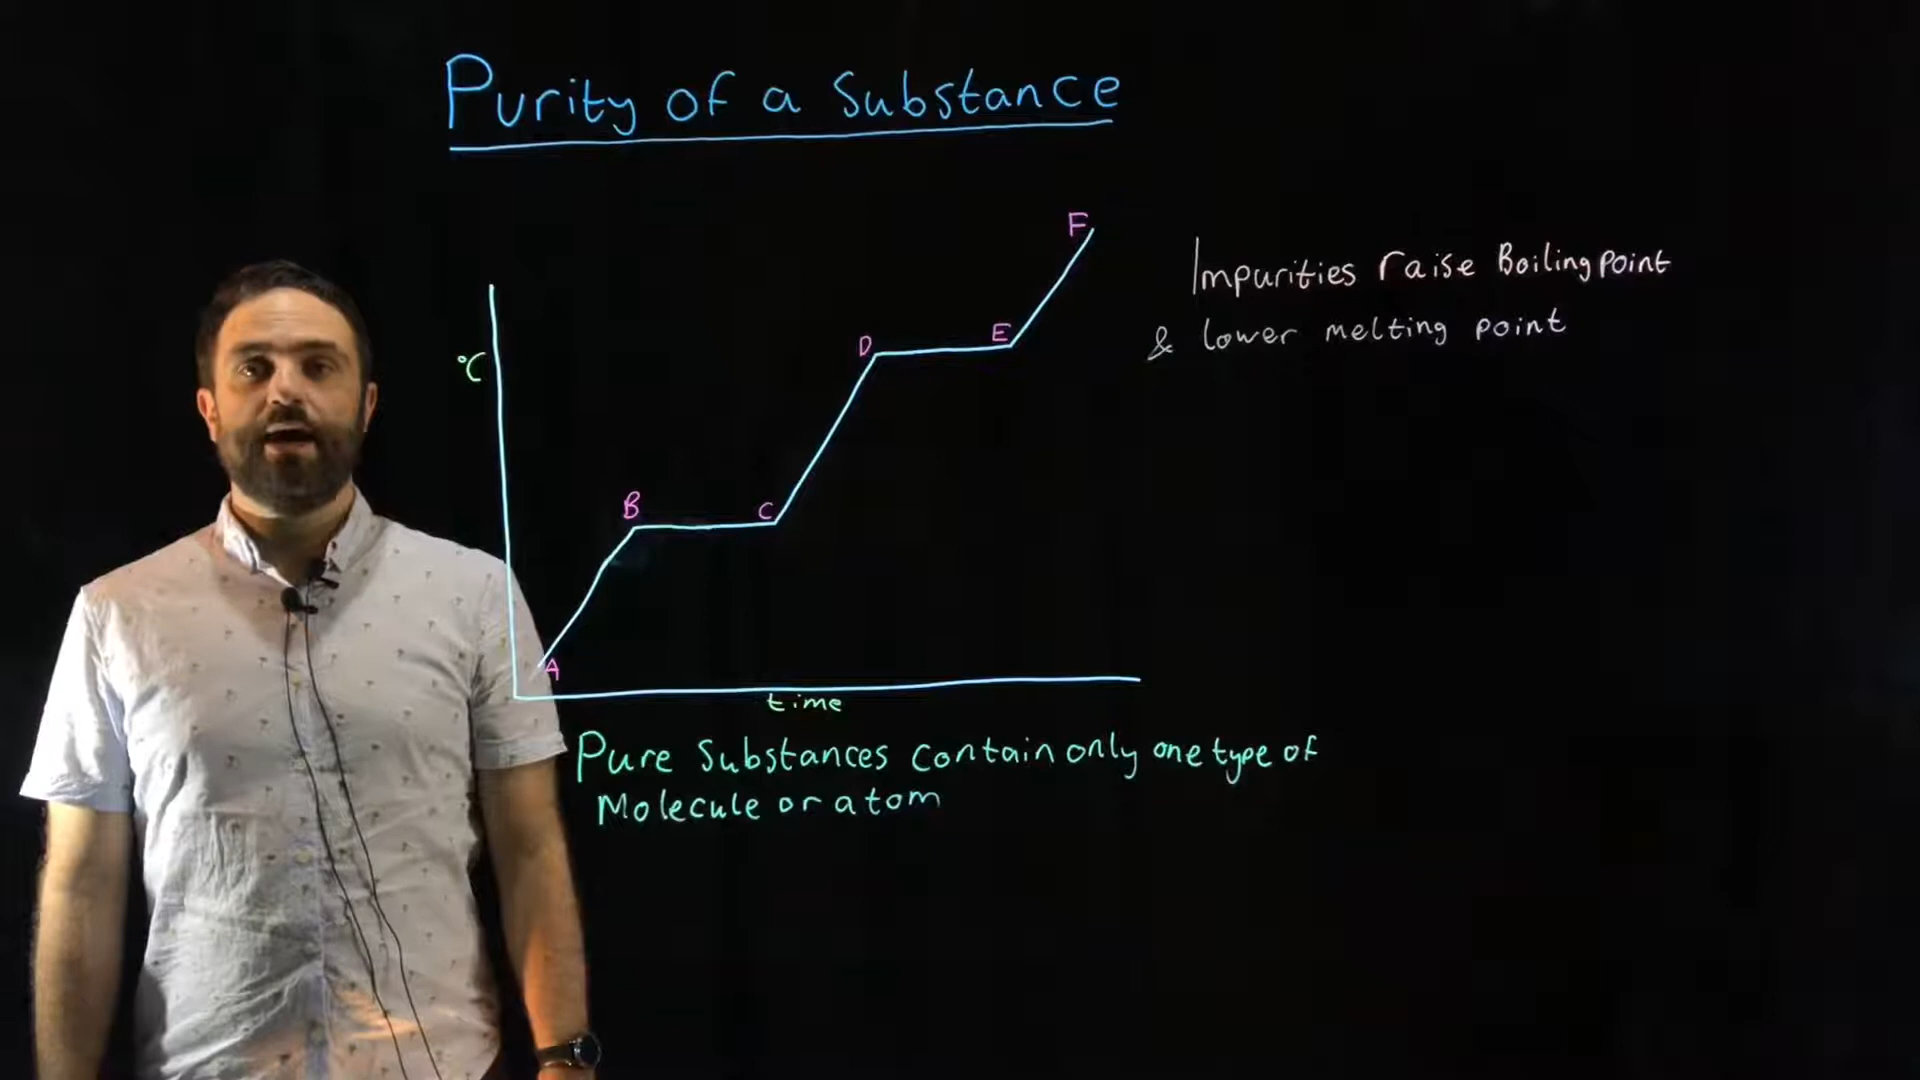 Purity of a Substance
F
Impurities raise Boiling point
& lower melting point
D
E
°C
B
C
A
time
Pure Substances contain only one type of
Molecule or atom